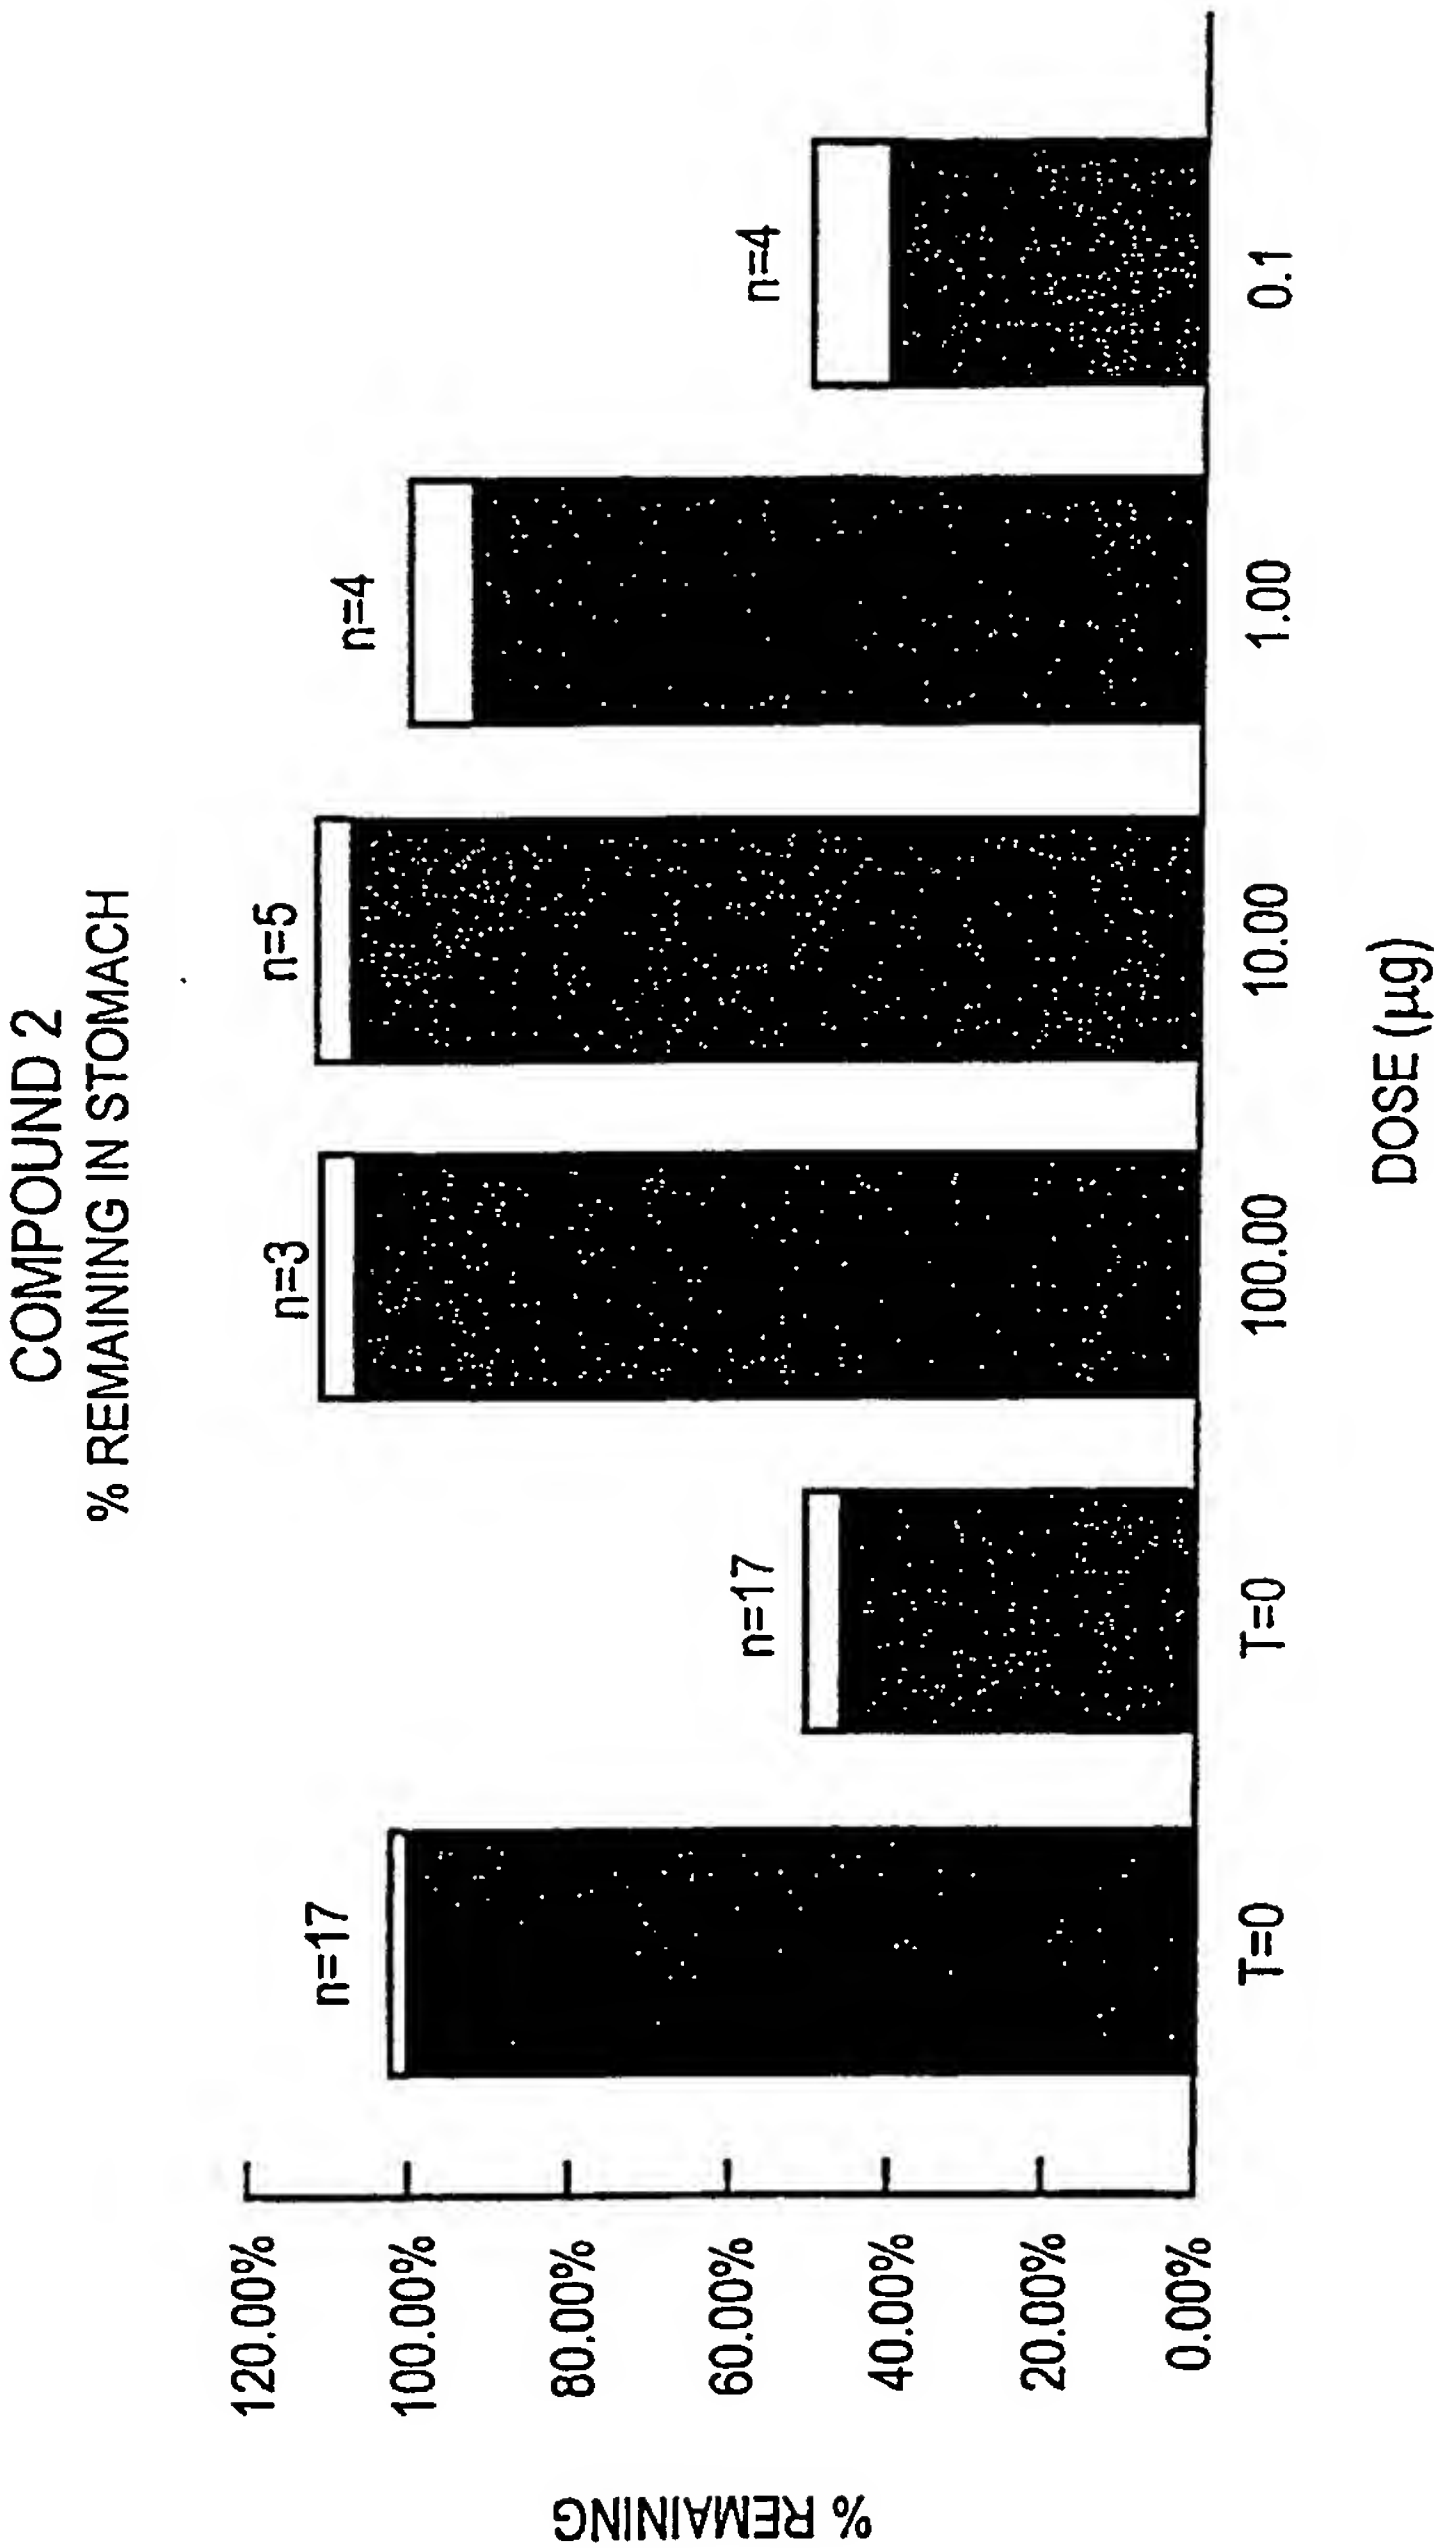 COMPOUND 2
% REMAINING IN STOMACH
% REMAINING
120.00%
100.00%
80.00%
60.00%
40.00%
20.00%
0.00%
n=17
n=17
n=3
n=5
n=4
n=4
T=0
T=0
100.00
10.00
1.00
0.1
DOSE (µg)